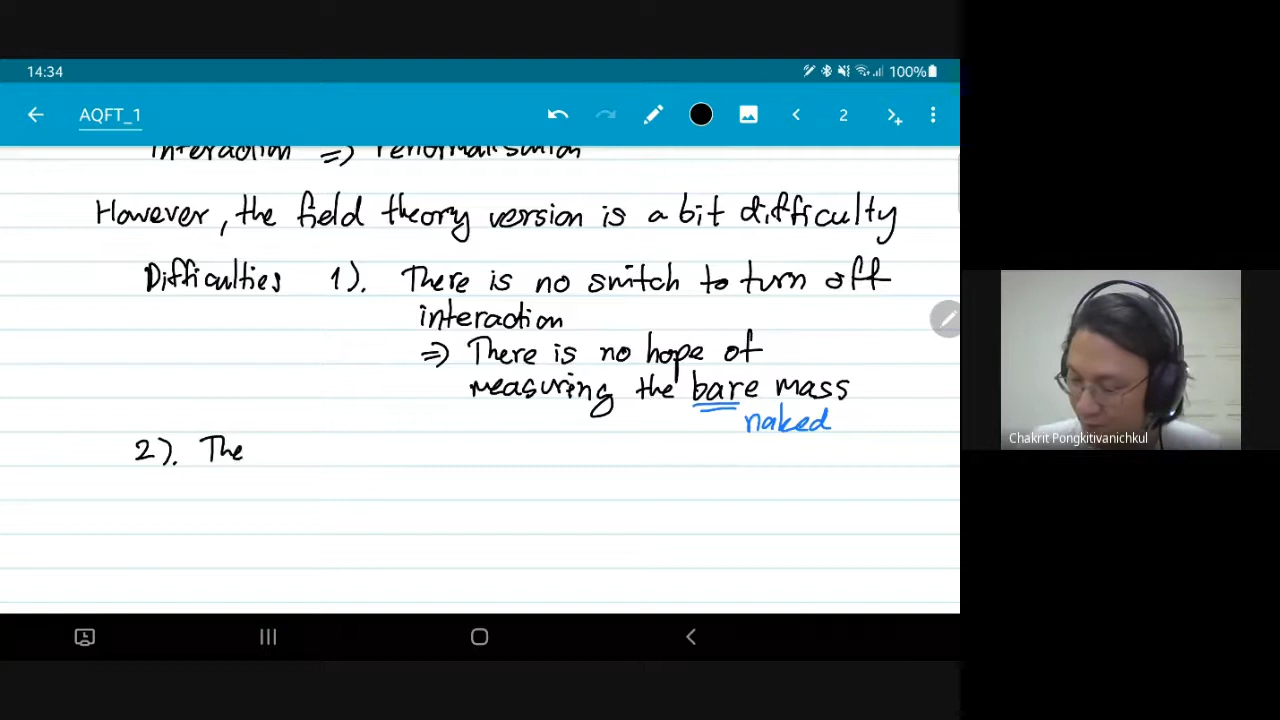 14:34
100%
AQFT_1
2
interaction => renormalisation
However, the field theory version is a bit difficulty
Difficulties 1). There is no switch to turn off
interaction
=> There is no hope of
measuring the bare mass
naked
2). The
Chakrit Pongkitivanichkul